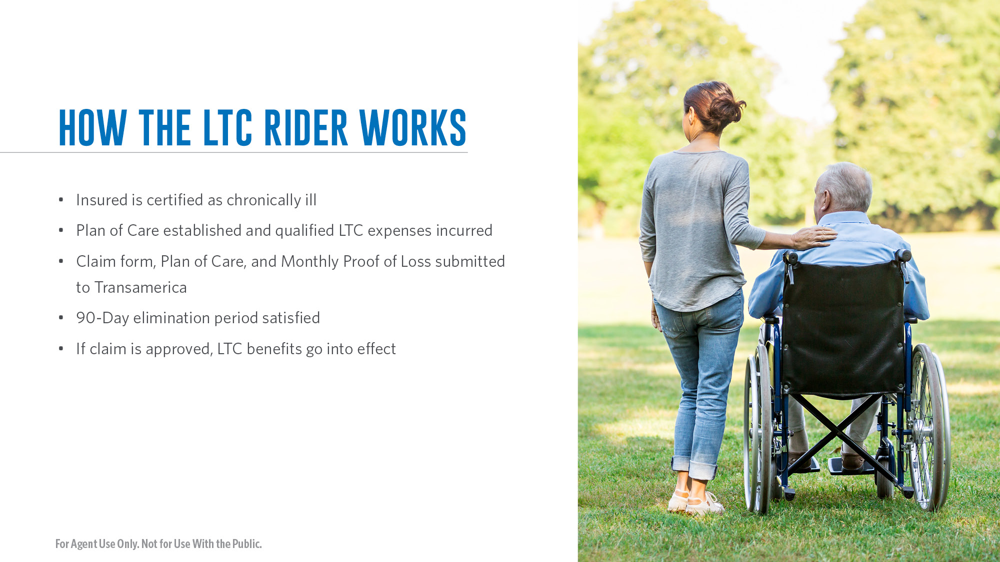 HOW THE LTC RIDER WORKS
• Insured is certified as chronically ill
• Plan of Care established and qualified LTC expenses incurred
• Claim form, Plan of Care, and Monthly Proof of Loss submitted
to Transamerica
• 90-Day elimination period satisfied
• If claim is approved, LTC benefits go into effect
For Agent Use Only. Not for Use With the Public.